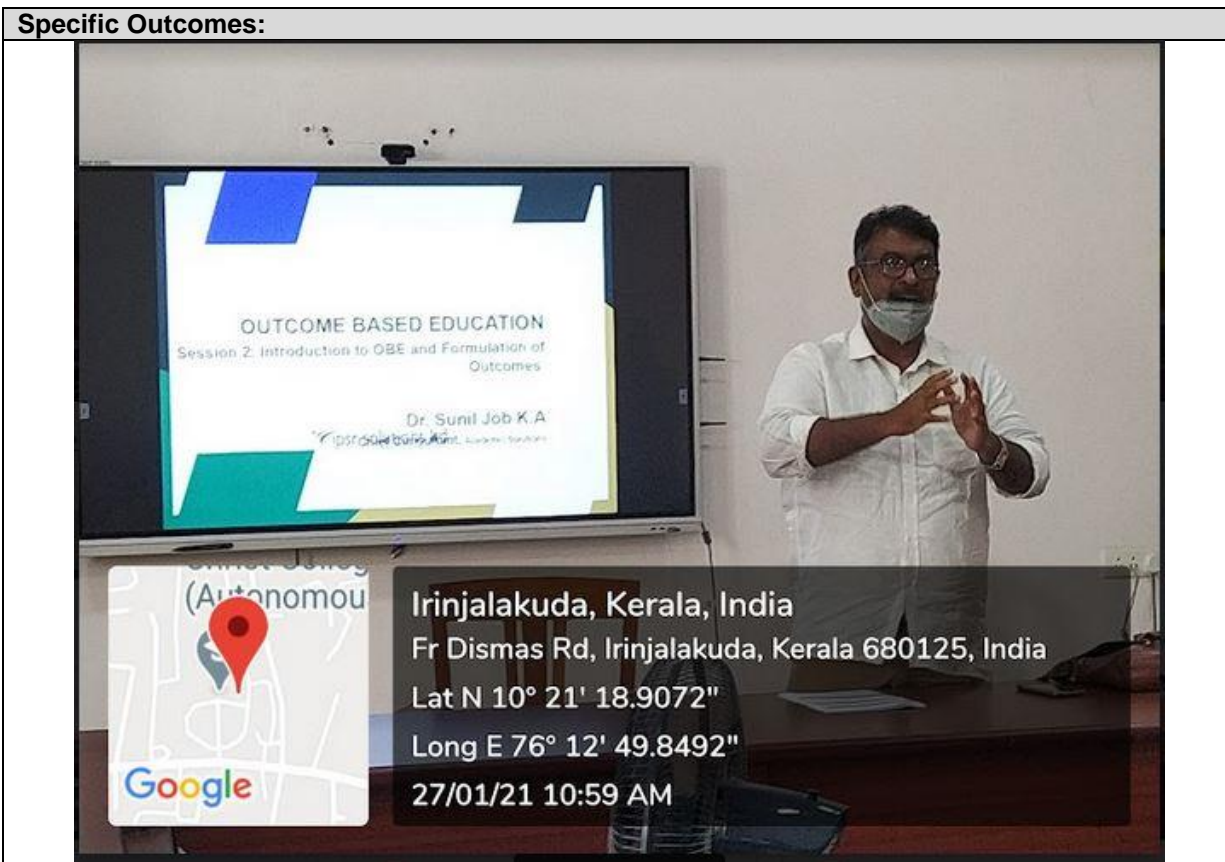 Specific Outcomes:
OUTCOME BASED EDUCATION
Session 2: Introduction to OBE and Formulation of
Outcomes
Dr. Sunil Job K.A
(Autonomou
Google
Irinjalakuda, Kerala, India
Fr Dismas Rd, Irinjalakuda, Kerala 680125, India
Lat N 10° 21' 18.9072"
Long E 76° 12' 49.8492"
27/01/21 10:59 AM